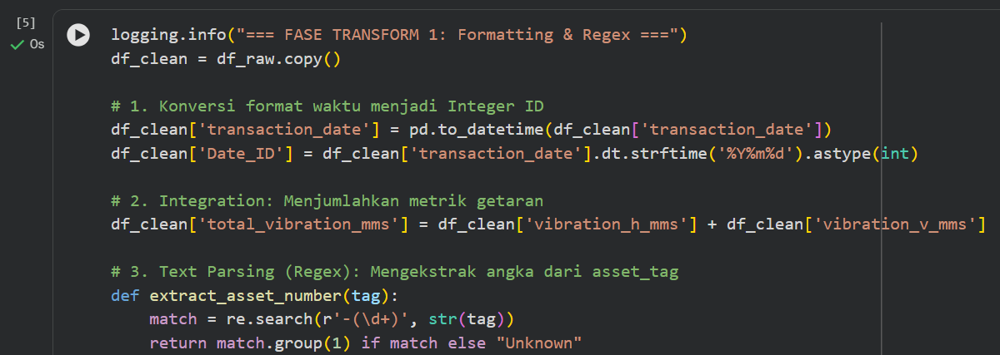 [5]
0s
logging.info("=== FASE TRANSFORM 1: Formatting & Regex ===")
df_clean = df_raw.copy()
# 1. Konversi format waktu menjadi Integer ID
df_clean['transaction_date'] = pd.to_datetime(df_clean['transaction_date'])
df_clean['Date_ID'] = df_clean['transaction_date'].dt.strftime('%Y%m%d').astype(int)
# 2. Integration: Menjumlahkan metrik getaran
df_clean['total_vibration_mms'] = df_clean['vibration_h_mms'] + df_clean['vibration_v_mms']
# 3. Text Parsing (Regex): Mengekstrak angka dari asset_tag
def extract_asset_number(tag):
    match = re.search(r'-(\d+)', str(tag))
    return match.group(1) if match else "Unknown"